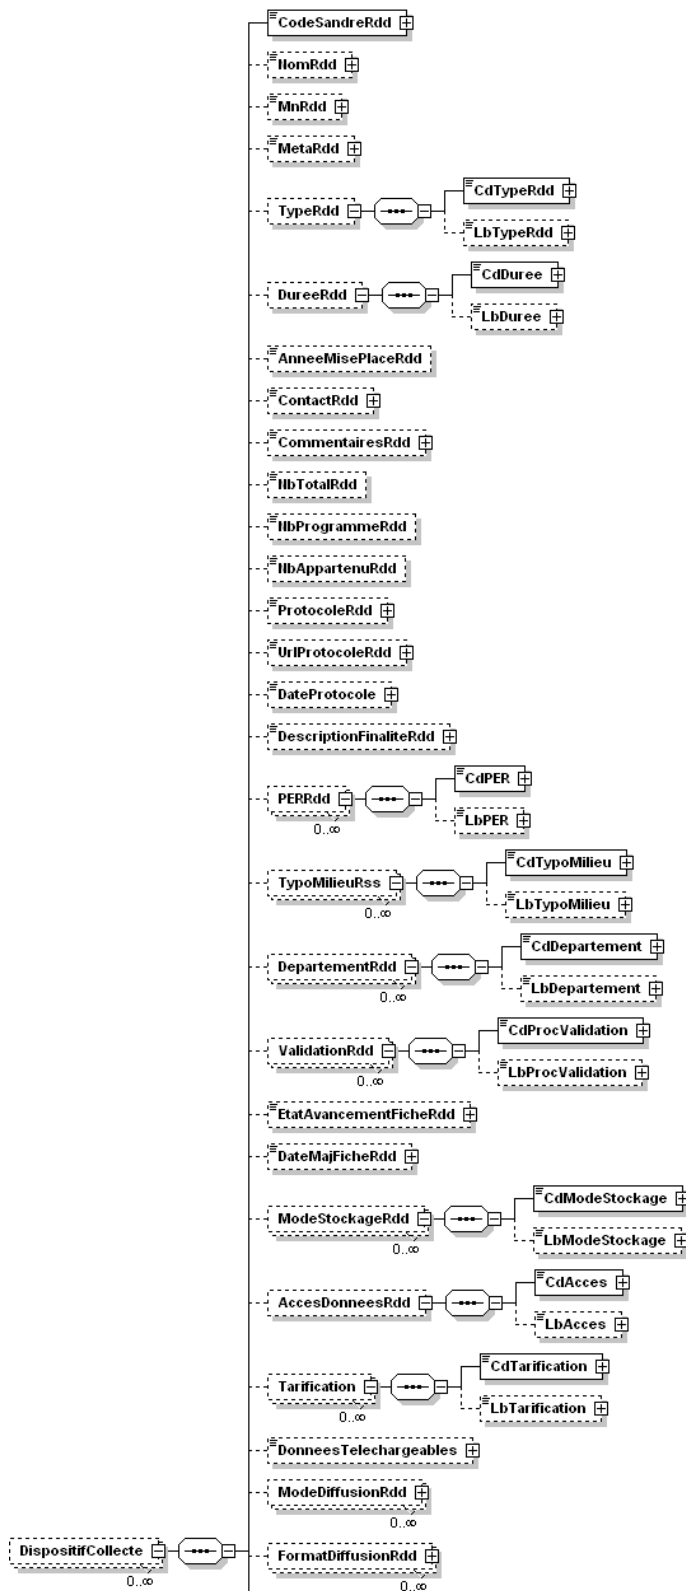 CodeSandreRdd
NomRdd
MnRdd
MetaRdd
CdTypeRdd
TypeRdd
LbTypeRdd
CdDuree
DureeRdd
LbDuree
AnneeMisePlaceRdd
ContactRdd
CommentairesRdd
NbTotalRdd
NbProgrammeRdd
NbAppartenuRdd
ProtocoleRdd
UrlProtocoleRdd
DateProtocole
DescriptionFinaliteRdd
CdPER
PERRdd
0..∞
LbPER
CdTypoMilieu
TypoMilieuRss
0..∞
LbTypoMilieu
CdDepartement
DepartementRdd
0..∞
LbDepartement
CdProcValidation
ValidationRdd
0..∞
LbProcValidation
EtatAvancementFicheRdd
DateMajFicheRdd
CdModeStockage
ModeStockageRdd
0..∞
LbModeStockage
CdAcces
AccesDonneesRdd
LbAcces
CdTarification
Tarification
0..∞
LbTarification
DonneesTelechargeables
ModeDiffusionRdd
0..∞
DispositifCollecte
0..∞
FormatDiffusionRdd
0..∞